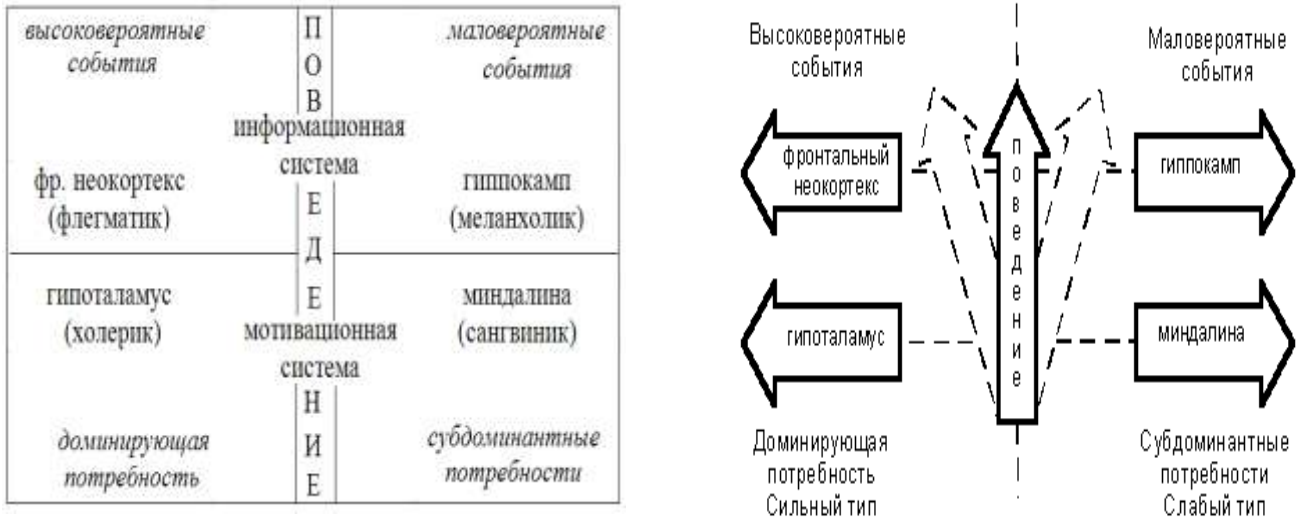 высоковероятные
события
маловероятные
события
П
О
В
информационная
система
фр. неокортекс
(флегматик)
гиппокамп
(меланхолик)
Е
Д
Е
гипоталамус
(холерик)
миндалина
(сангвиник)
мотивационная
система
доминирующая
потребность
субдоминантные
потребности
Н
И
Е
Высоковероятные
события
Маловероятные
события
фронтальный
неокортекс
гиппокамп
п
о
в
е
д
е
н
и
е
гипоталамус
миндалина
Доминирующая
потребность
Сильный тип
Субдоминантные
потребности
Слабый тип